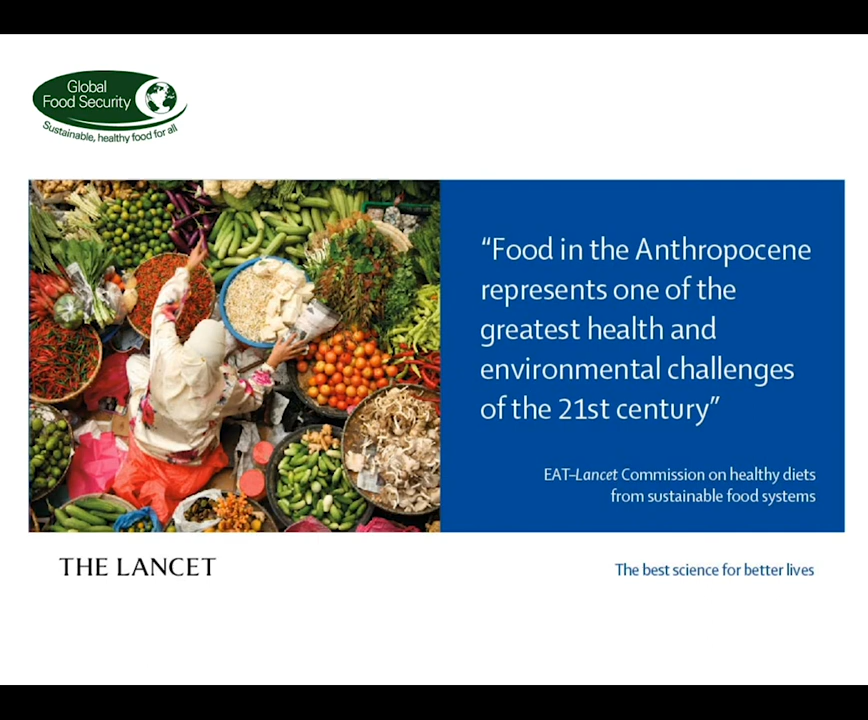 Global
Food Security
Sustainable, healthy food for all
“Food in the Anthropocene
represents one of the
greatest health and
environmental challenges
of the 21st century”
EAT–Lancet Commission on healthy diets
from sustainable food systems
THE LANCET
The best science for better lives